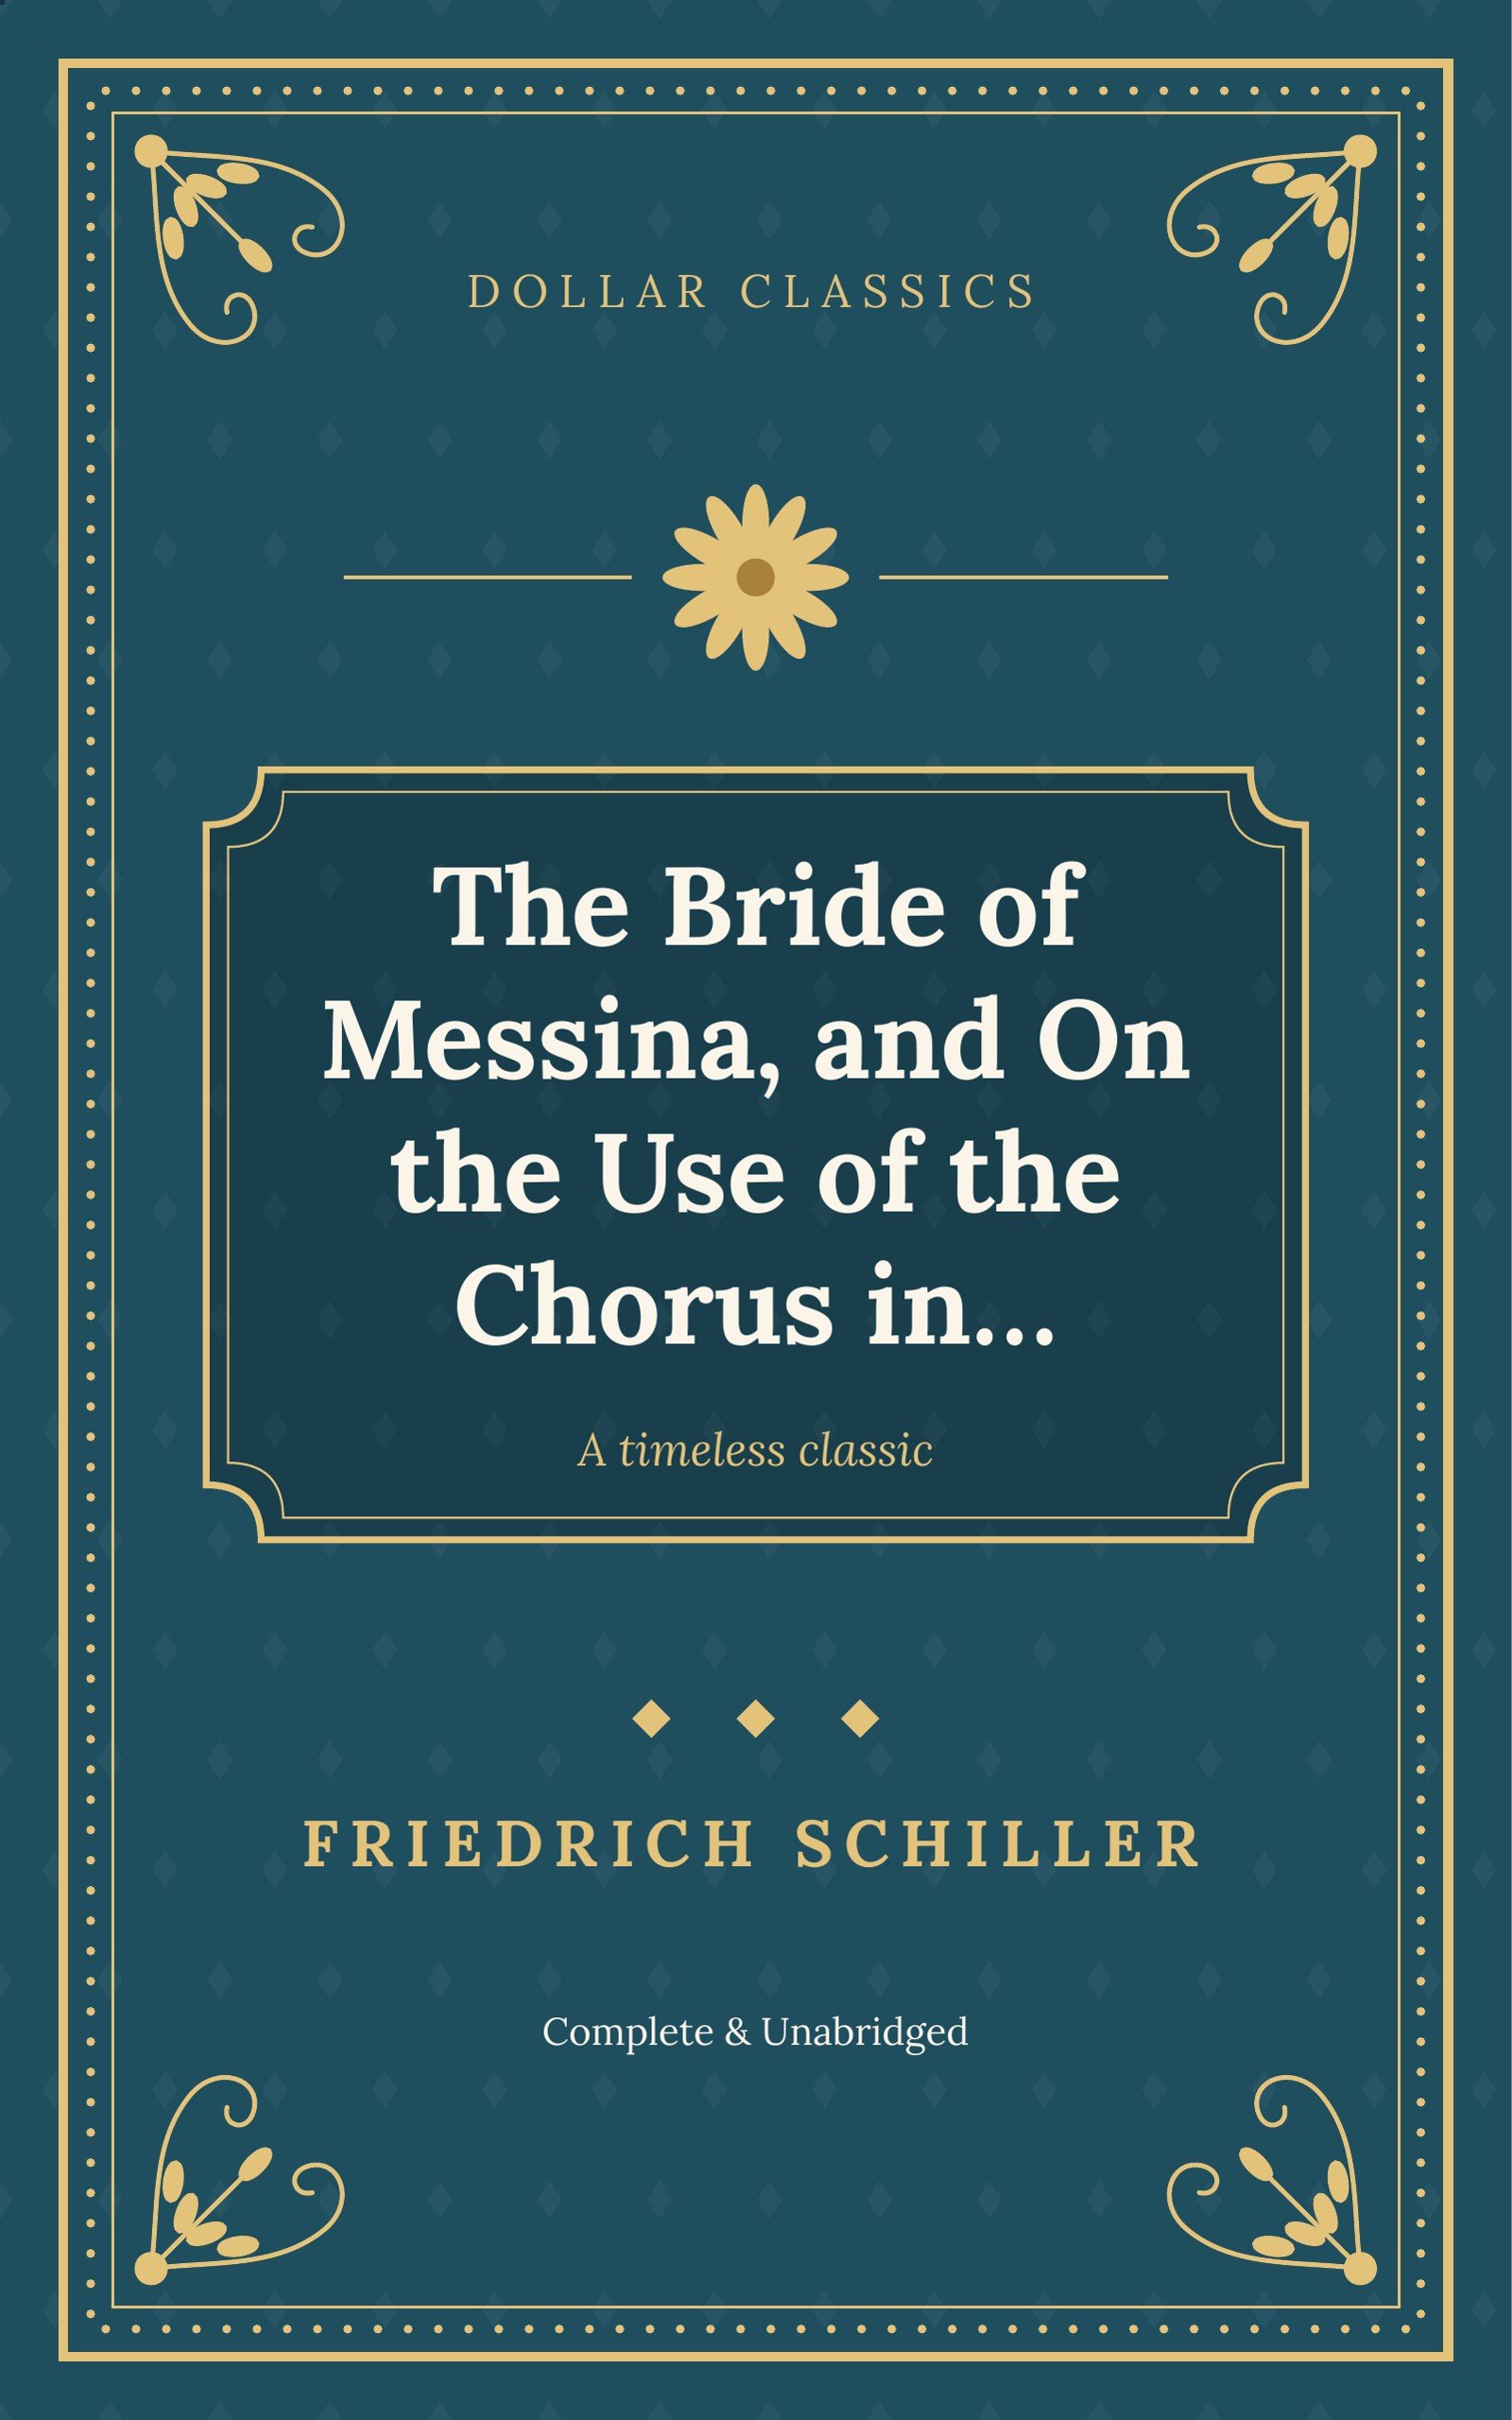 DOLLAR CLASSICS
The Bride of
Messina, and On
the Use of the
Chorus in...
A timeless classic
FRIEDRICH SCHILLER
Complete & Unabridged